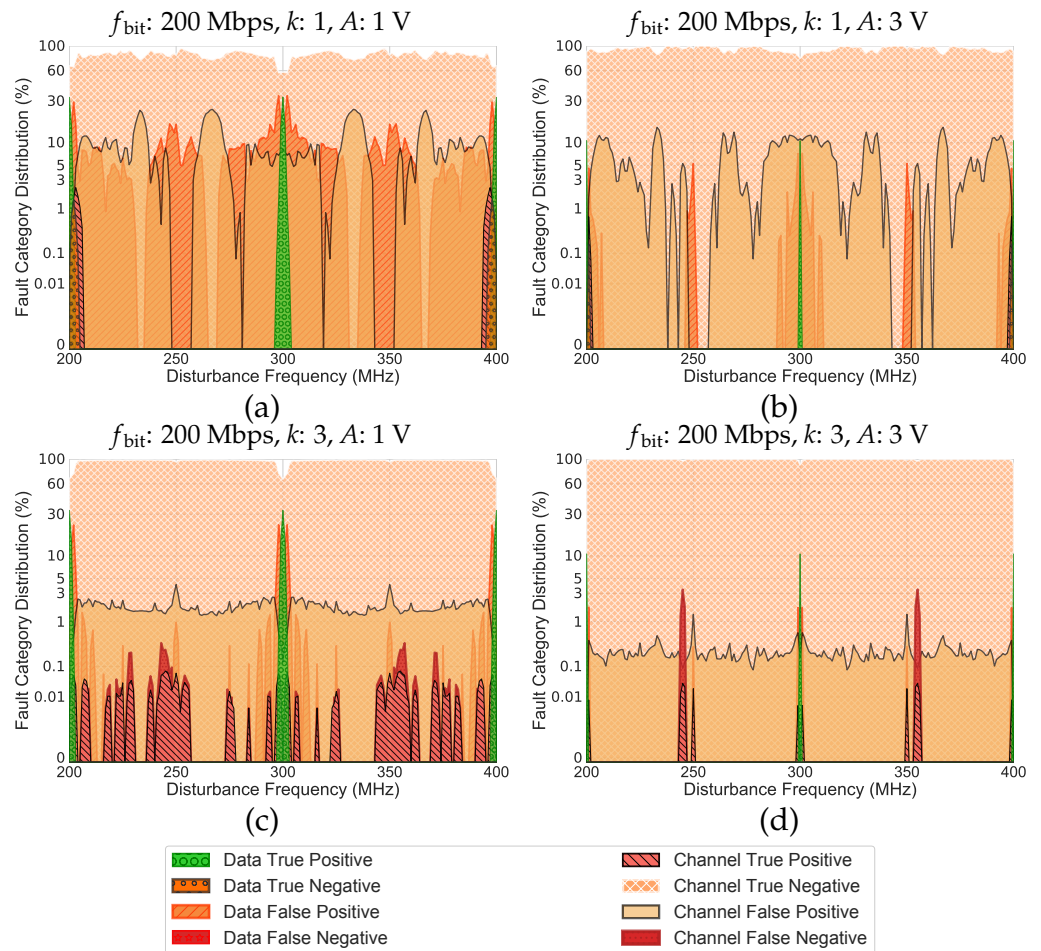 f_bit: 200 Mbps, k: 1, A: 1 V
Fault Category Distribution (%)
100
60
30
10
5
3
1
0.1
0.01
0
200
250
300
350
400
Disturbance Frequency (MHz)
(a)
f_bit: 200 Mbps, k: 1, A: 3 V
Fault Category Distribution (%)
100
60
30
10
5
3
1
0.1
0.01
0
200
250
300
350
400
Disturbance Frequency (MHz)
(b)
f_bit: 200 Mbps, k: 3, A: 1 V
Fault Category Distribution (%)
100
60
30
10
5
3
1
0.1
0.01
0
200
250
300
350
400
Disturbance Frequency (MHz)
(c)
f_bit: 200 Mbps, k: 3, A: 3 V
Fault Category Distribution (%)
100
60
30
10
5
3
1
0.1
0.01
0
200
250
300
350
400
Disturbance Frequency (MHz)
(d)
Data True Positive
Data True Negative
Data False Positive
Data False Negative
Channel True Positive
Channel True Negative
Channel False Positive
Channel False Negative